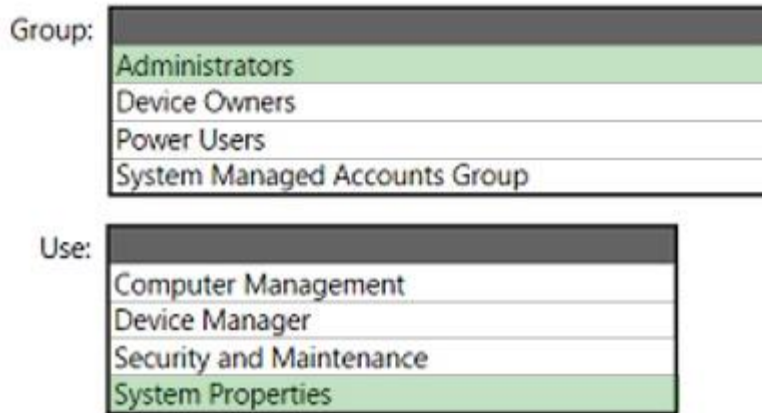 Group:
Administrators
Device Owners
Power Users
System Managed Accounts Group
Use:
Computer Management
Device Manager
Security and Maintenance
System Properties